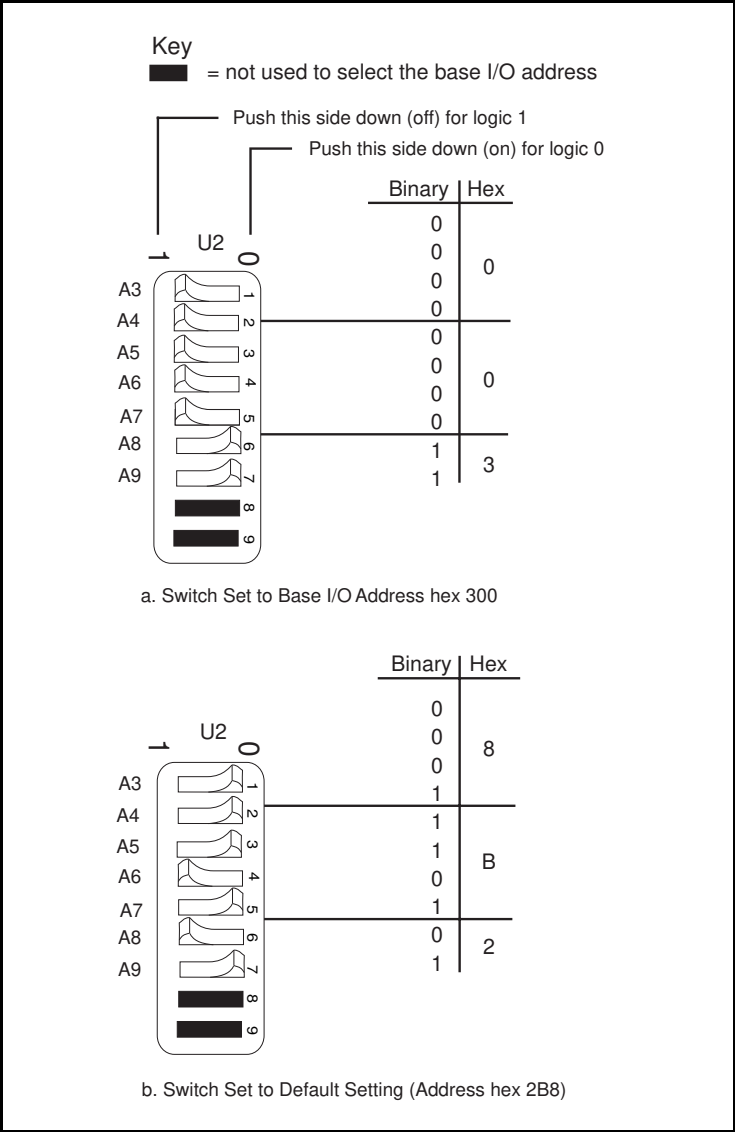 Key
= not used to select the base I/O address
Push this side down (off) for logic 1
Push this side down (on) for logic 0
Binary Hex
U2
1 0
0
0
0
0
0
0
0
0
0
0
3
1
1
A3 1
A4 2
A5 3
A6 4
A7 5
A8 6
A9 7
8
9
a. Switch Set to Base I/O Address hex 300
Binary Hex
U2
1 0
0
0
0
1
8
1
1
0
1
B
0
1
2
A3 1
A4 2
A5 3
A6 4
A7 5
A8 6
A9 7
8
9
b. Switch Set to Default Setting (Address hex 2B8)